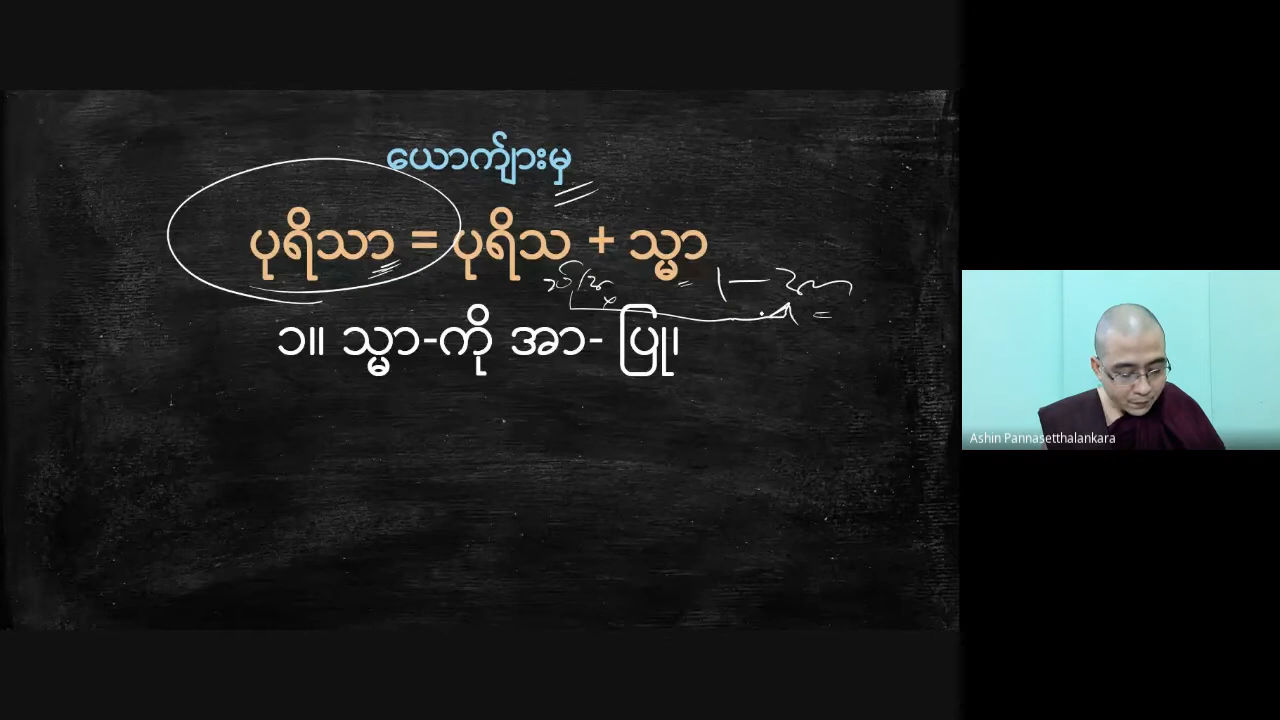 ယောက်ျားမှ
ပုရိသာ = ပုရိသ + သ္မာ
၁။ သ္မာ-ကို အာ- ပြု၊
Ashin Pannasetthalankara